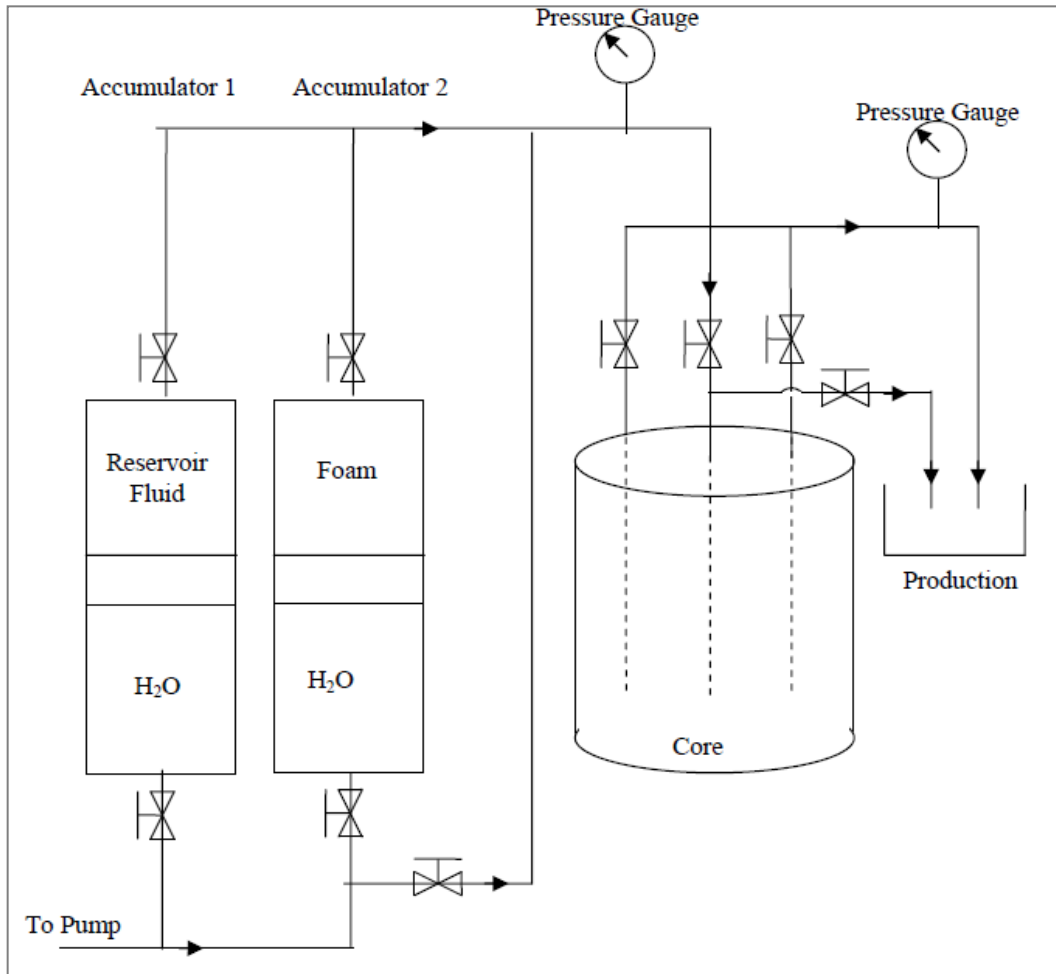 Pressure Gauge
Accumulator 1
Accumulator 2
Pressure Gauge
Reservoir
Fluid
Foam
Production
H₂O
H₂O
Core
To Pump